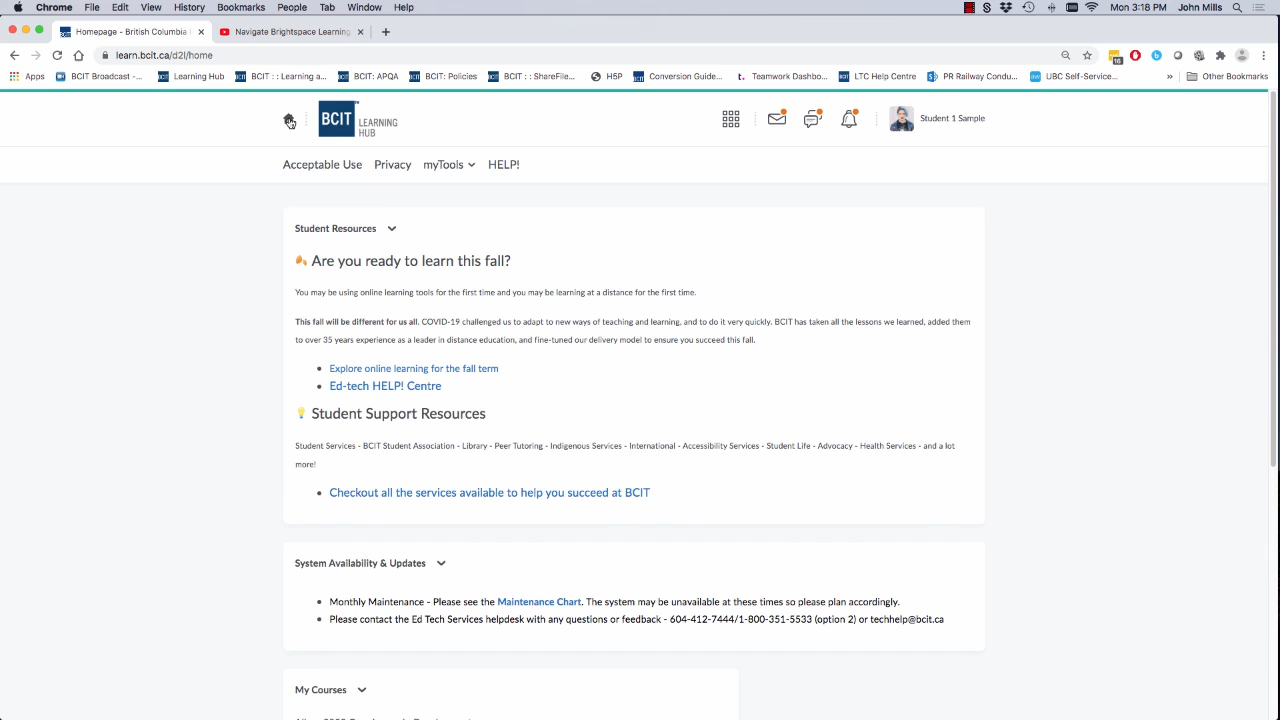 Chrome File Edit View History Bookmarks People Tab Window Help Mon 3:18 PM John Mills
Homepage - British Columbia Navigate Brightspace Learning
learn.bcit.ca/d2l/home
Apps BCIT Broadcast -... Learning Hub BCIT : : Learning a... BCIT: APQA BCIT: Policies BCIT : : ShareFile... H5P Conversion Guide... Teamwork Dashbo... LTC Help Centre PR Railway Condu... UBC Self-Service... » Other Bookmarks
BCIT LEARNING HUB Student 1 Sample
Acceptable Use Privacy myTools HELP!
Student Resources
Are you ready to learn this fall?
You may be using online learning tools for the first time and you may be learning at a distance for the first time.
This fall will be different for us all. COVID-19 challenged us to adapt to new ways of teaching and learning, and to do it very quickly. BCIT has taken all the lessons we learned, added them
to over 35 years experience as a leader in distance education, and fine-tuned our delivery model to ensure you succeed this fall.
• Explore online learning for the fall term
• Ed-tech HELP! Centre
Student Support Resources
Student Services - BCIT Student Association - Library - Peer Tutoring - Indigenous Services - International - Accessibility Services - Student Life - Advocacy - Health Services - and a lot
more!
• Checkout all the services available to help you succeed at BCIT
System Availability & Updates
• Monthly Maintenance - Please see the Maintenance Chart. The system may be unavailable at these times so please plan accordingly.
• Please contact the Ed Tech Services helpdesk with any questions or feedback - 604-412-7444/1-800-351-5533 (option 2) or techhelp@bcit.ca
My Courses